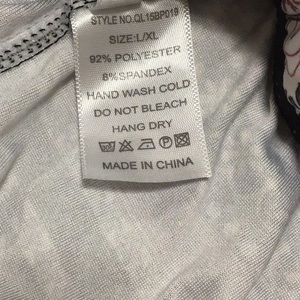 STYLE NO.QL15BP019
SIZE:L/XL
92% POLYESTER
8%SPANDEX
HAND WASH COLD
DO NOT BLEACH
HANG DRY
MADE IN CHINA